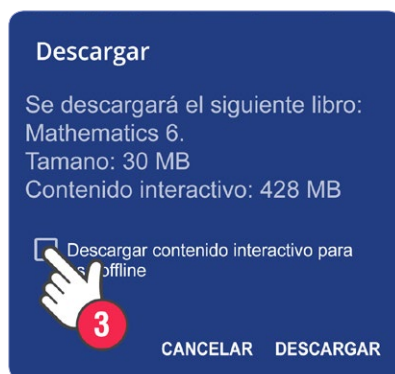 Descargar
Se descargará el siguiente libro:
Mathematics 6.
Tamano: 30 MB
Contenido interactivo: 428 MB
Descargar contenido interactivo para
offline
3
CANCELAR DESCARGAR